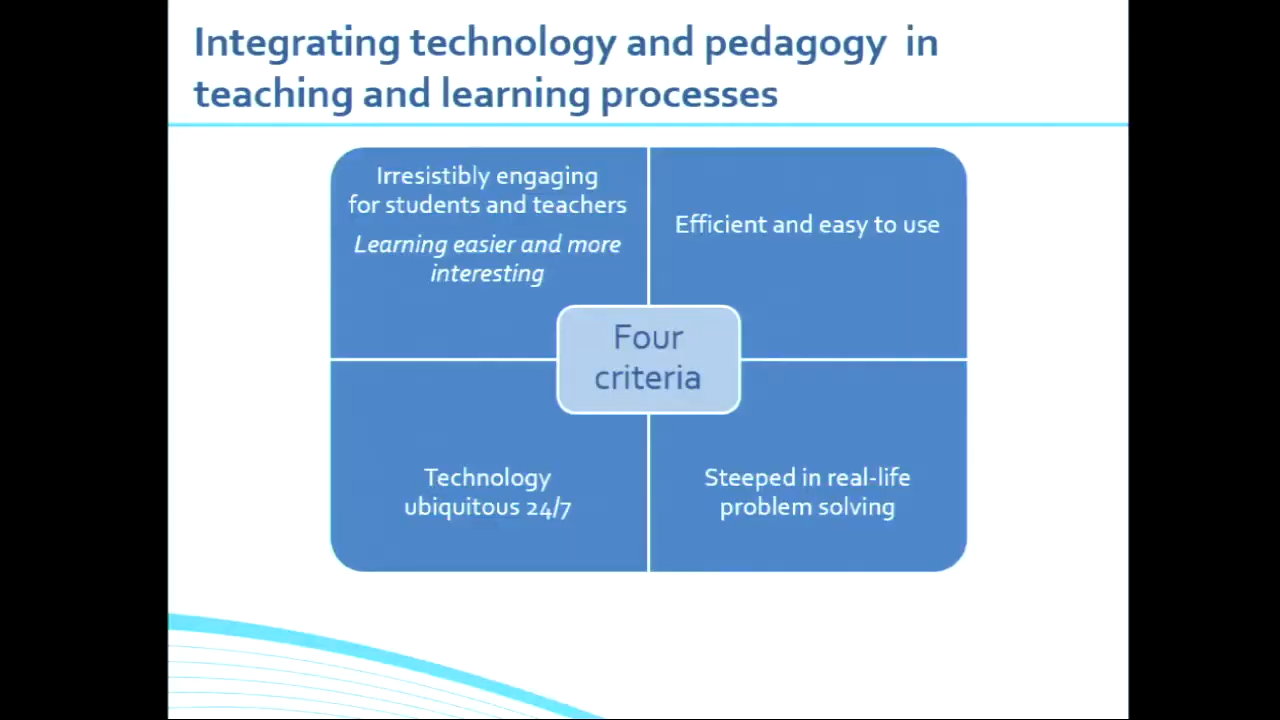 Integrating technology and pedagogy in
teaching and learning processes
Irresistibly engaging
for students and teachers
Learning easier and more
interesting
Efficient and easy to use
Four
criteria
Technology
ubiquitous 24/7
Steeped in real-life
problem solving